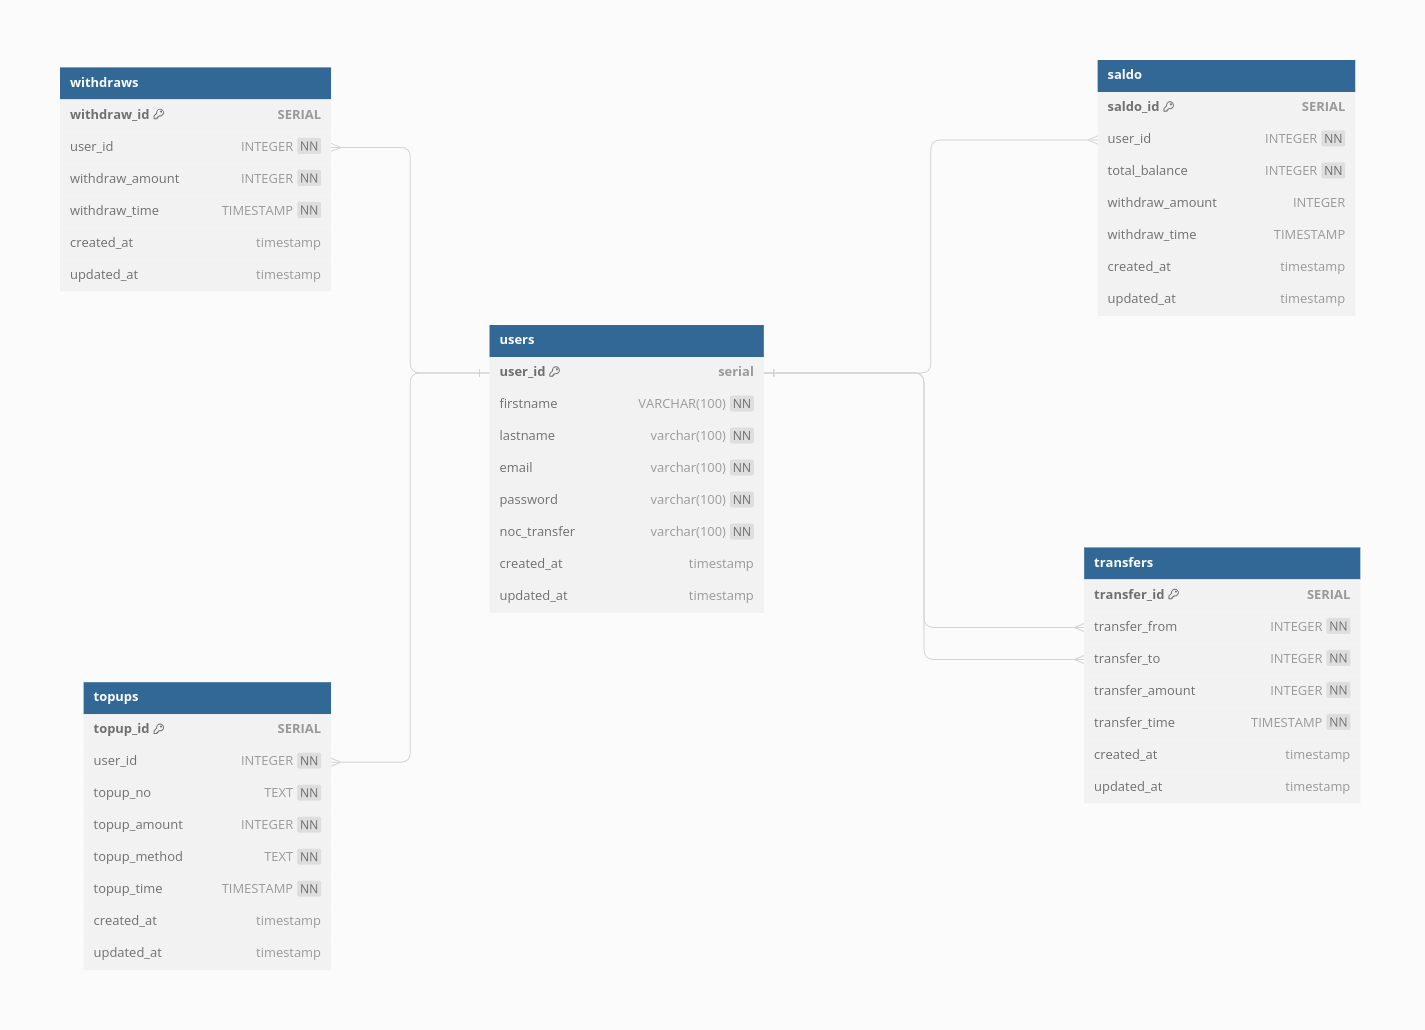 withdraws
withdraw_id SERIAL
user_id INTEGER NN
withdraw_amount INTEGER NN
withdraw_time TIMESTAMP NN
created_at timestamp
updated_at timestamp
saldo
saldo_id SERIAL
user_id INTEGER NN
total_balance INTEGER NN
withdraw_amount INTEGER
withdraw_time TIMESTAMP
created_at timestamp
updated_at timestamp
users
user_id serial
firstname VARCHAR(100) NN
lastname varchar(100) NN
email varchar(100) NN
password varchar(100) NN
noc_transfer varchar(100) NN
created_at timestamp
updated_at timestamp
transfers
transfer_id SERIAL
transfer_from INTEGER NN
transfer_to INTEGER NN
transfer_amount INTEGER NN
transfer_time TIMESTAMP NN
created_at timestamp
updated_at timestamp
topups
topup_id SERIAL
user_id INTEGER NN
topup_no TEXT NN
topup_amount INTEGER NN
topup_method TEXT NN
topup_time TIMESTAMP NN
created_at timestamp
updated_at timestamp